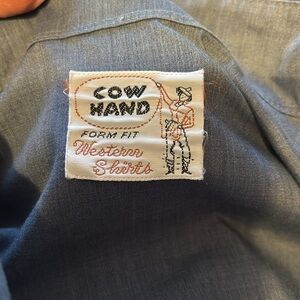 COW
HAND
FORM FIT
Western
Shirts